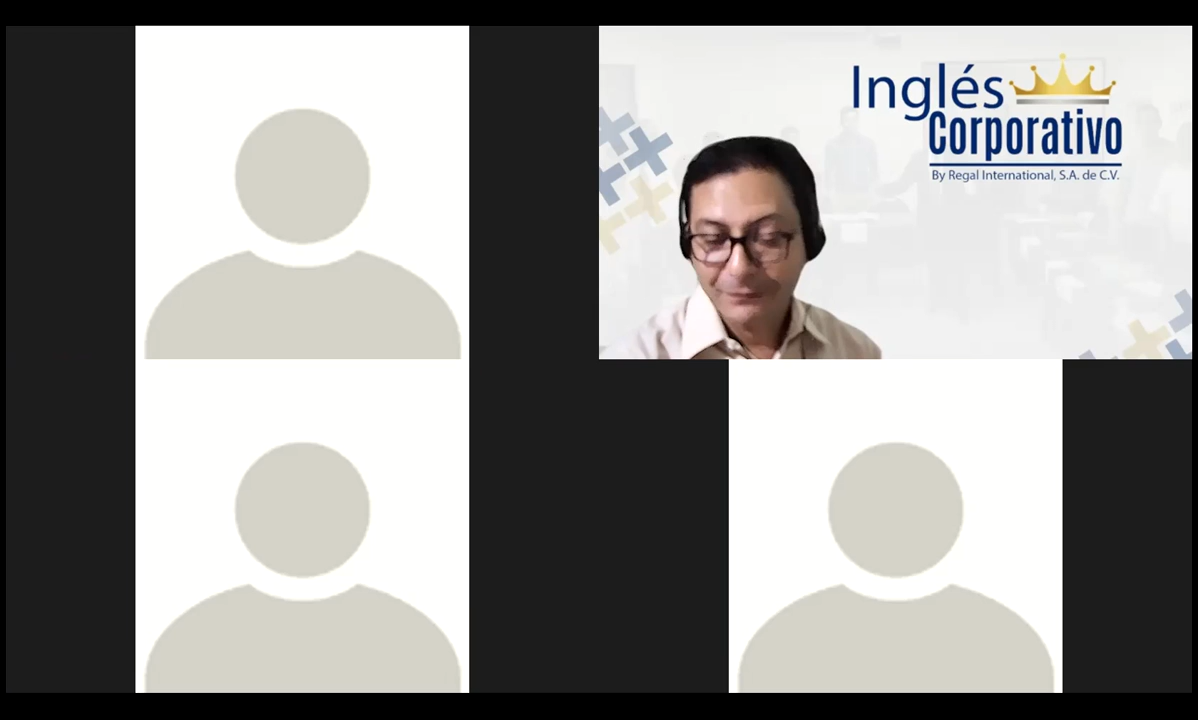 Inglés
Corporativo
By Regal International, S.A. de C.V.